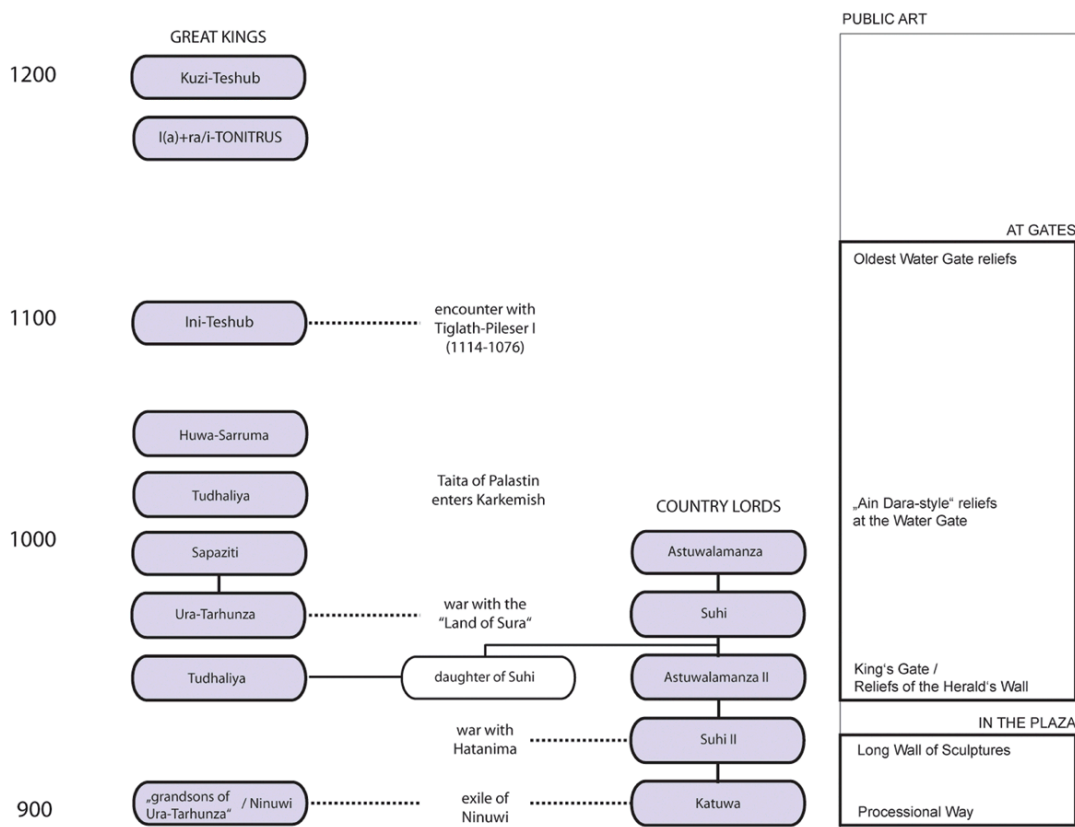 PUBLIC ART
GREAT KINGS
1200
Kuzi-Teshub
I(a)+ra/i-TONITRUS
AT GATES
Oldest Water Gate reliefs
1100
Ini-Teshub
encounter with
Tiglath-Pileser I
(1114-1076)
Huwa-Sarruma
Tudhaliya
Taita of Palastin
enters Karkemish
COUNTRY LORDS
„Ain Dara-style“ reliefs
at the Water Gate
1000
Sapaziti
Astuwalamanza
Ura-Tarhunza
war with the
"Land of Sura“
Suhi
Tudhaliya
daughter of Suhi
Astuwalamanza II
King's Gate /
Reliefs of the Herald's Wall
IN THE PLAZA
war with
Hatanima
Suhi II
Long Wall of Sculptures
900
„grandsons of
Ura-Tarhunza“
/ Ninuwi
exile of
Ninuwi
Katuwa
Processional Way